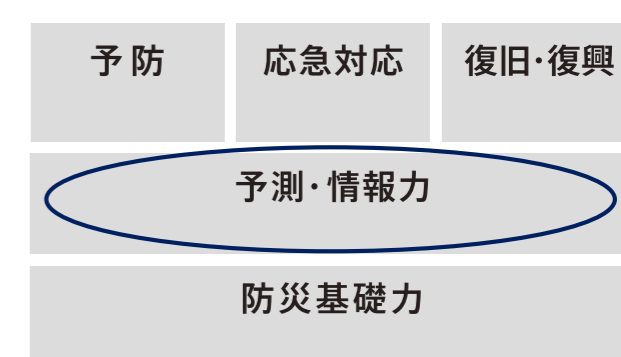 予防
応急対応
復旧・復興
予測・情報力
防災基礎力